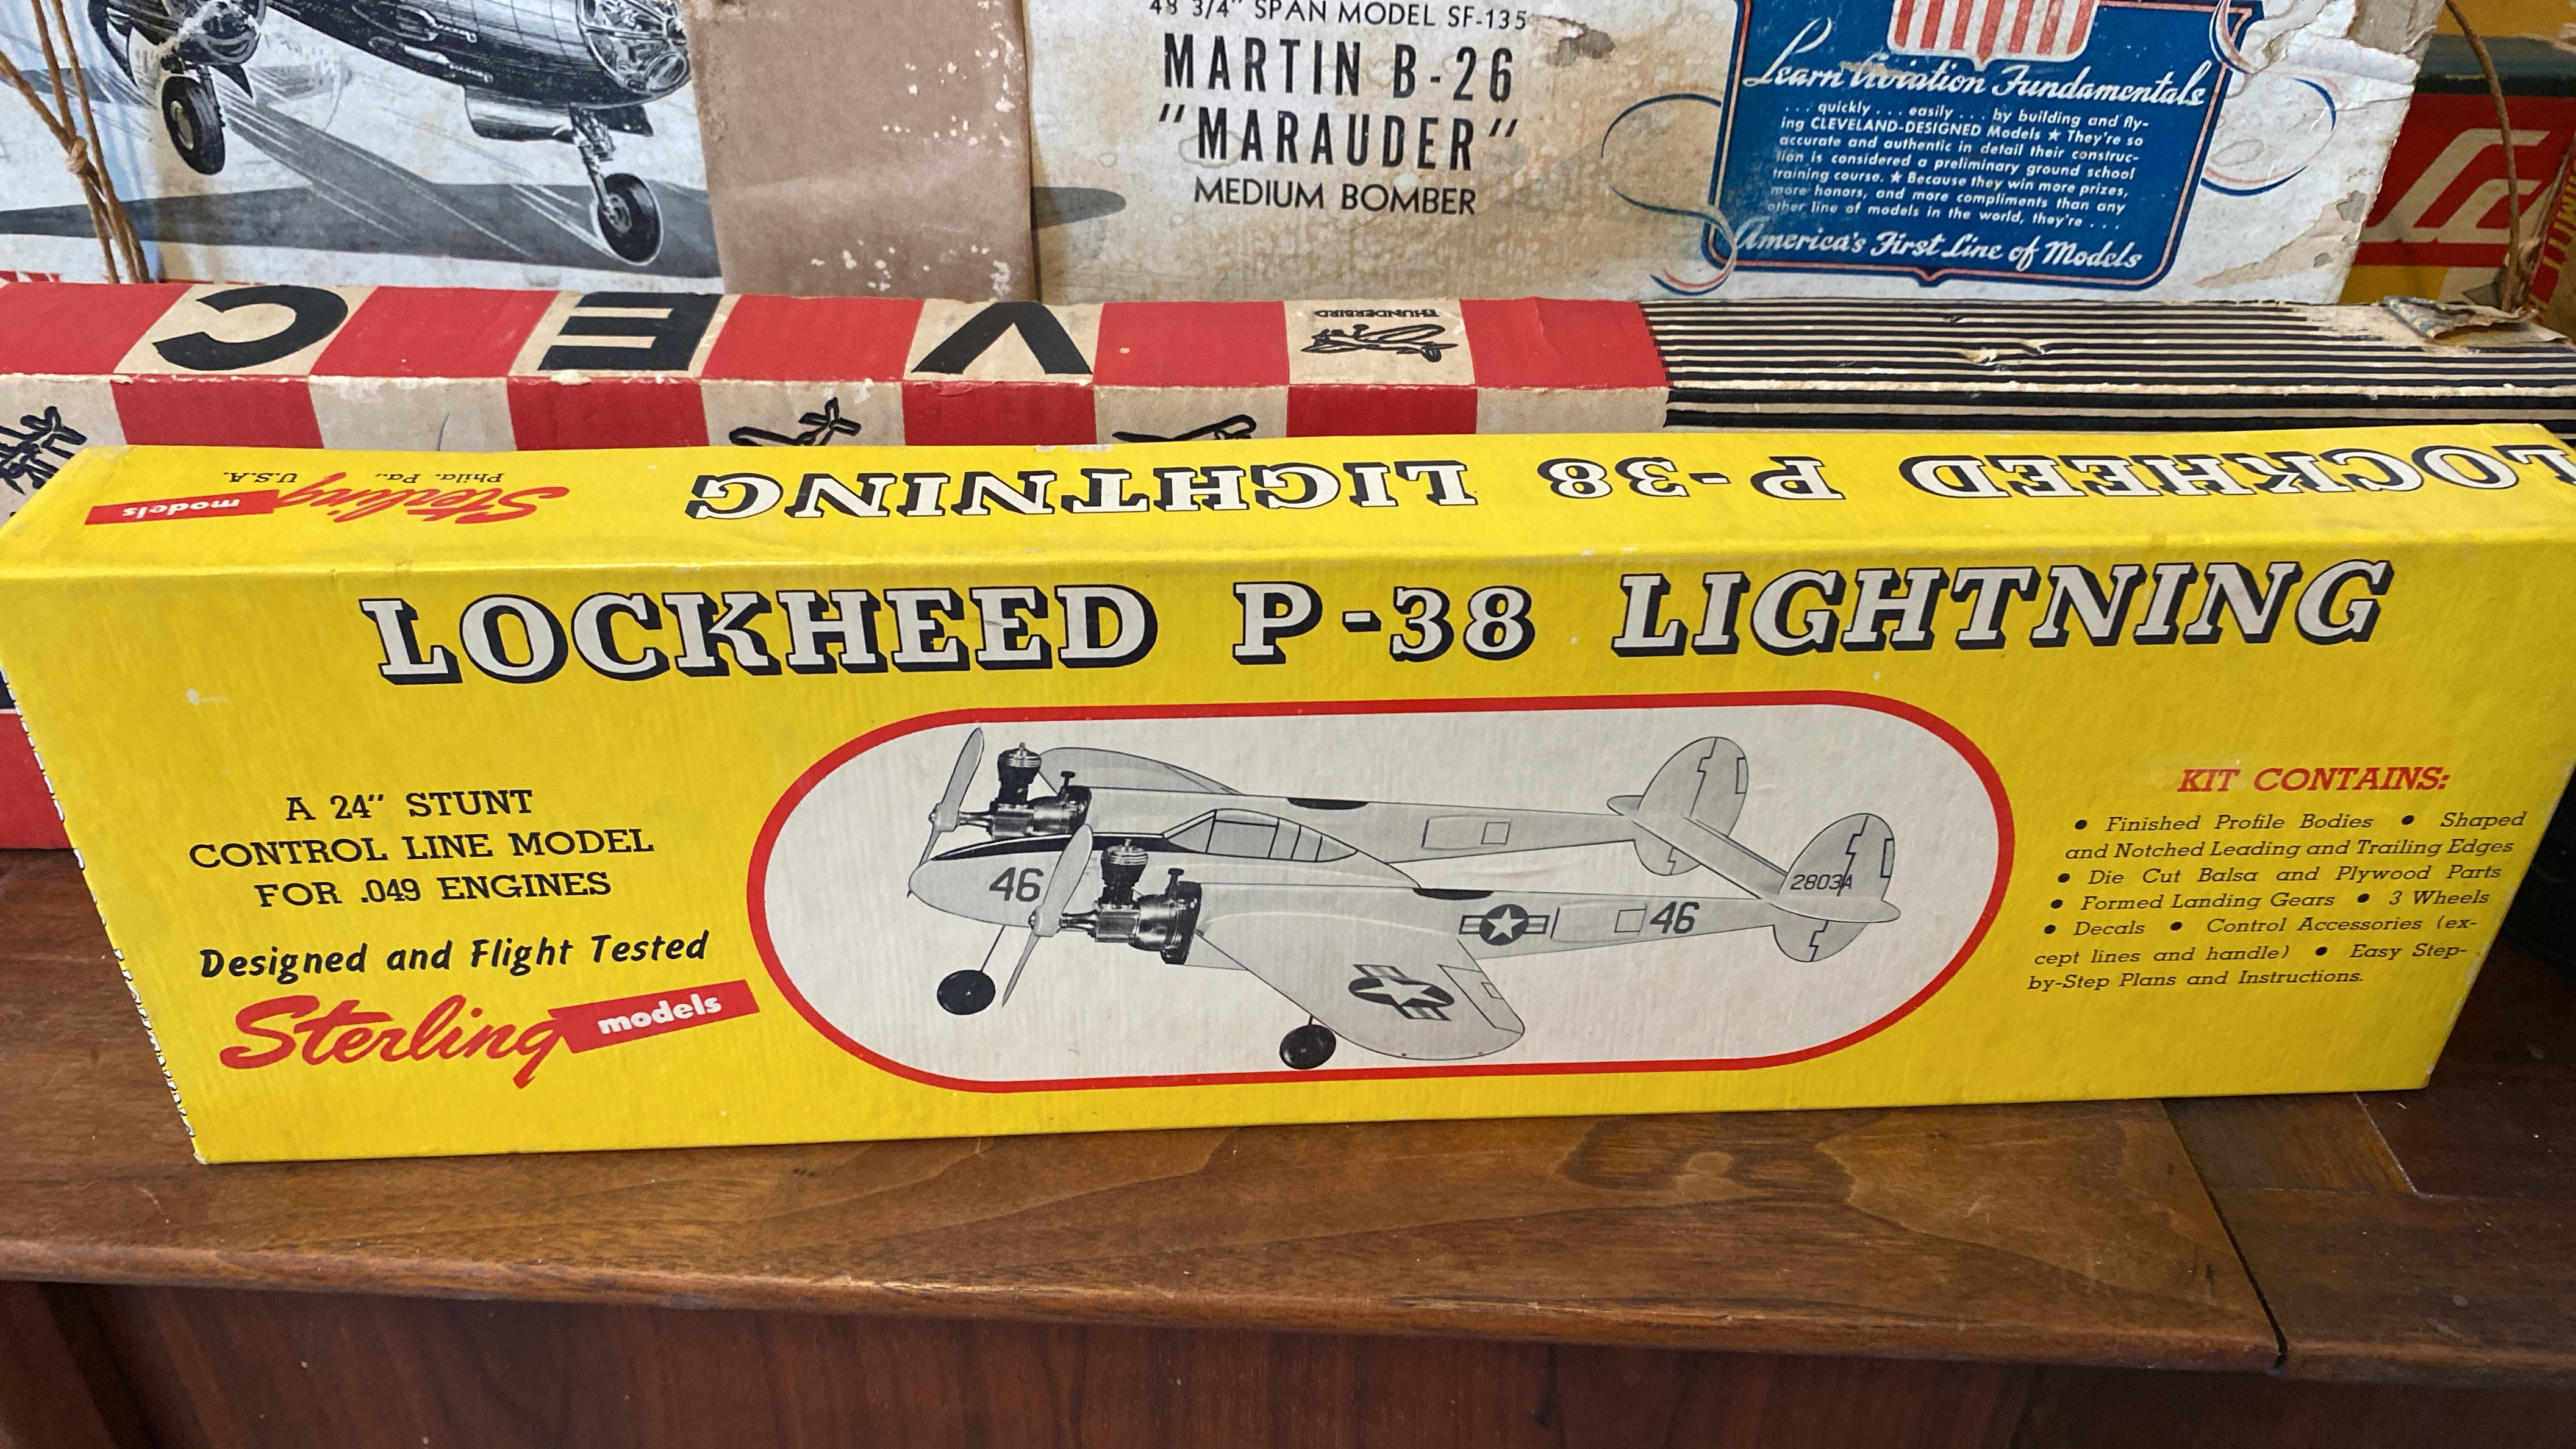 48 3/4" SPAN MODEL SF-135
MARTIN B-26
"MARAUDER"
MEDIUM BOMBER
Learn Aviation Fundamentals
... quickly ... easily ... by building and fly-
ing CLEVELAND-DESIGNED Models ★ They're so
accurate and authentic in detail their construc-
tion is considered a preliminary ground school
training course. ★ Because they win more prizes,
more honors, and more compliments than any
other line of models in the world, they're ...
America's First Line of Models
V E C
THUNDERBIRD
LOCKHEED P-38 LIGHTNING
Sterling models
Phila. Pa., U.S.A.
LOCKHEED P-38 LIGHTNING
A 24" STUNT
CONTROL LINE MODEL
FOR .049 ENGINES
Designed and Flight Tested
Sterling models
46
46
2803A
KIT CONTAINS:
• Finished Profile Bodies • Shaped
and Notched Leading and Trailing Edges
• Die Cut Balsa and Plywood Parts
• Formed Landing Gears • 3 Wheels
• Decals • Control Accessories (ex-
cept lines and handle) • Easy Step-
by-Step Plans and Instructions.